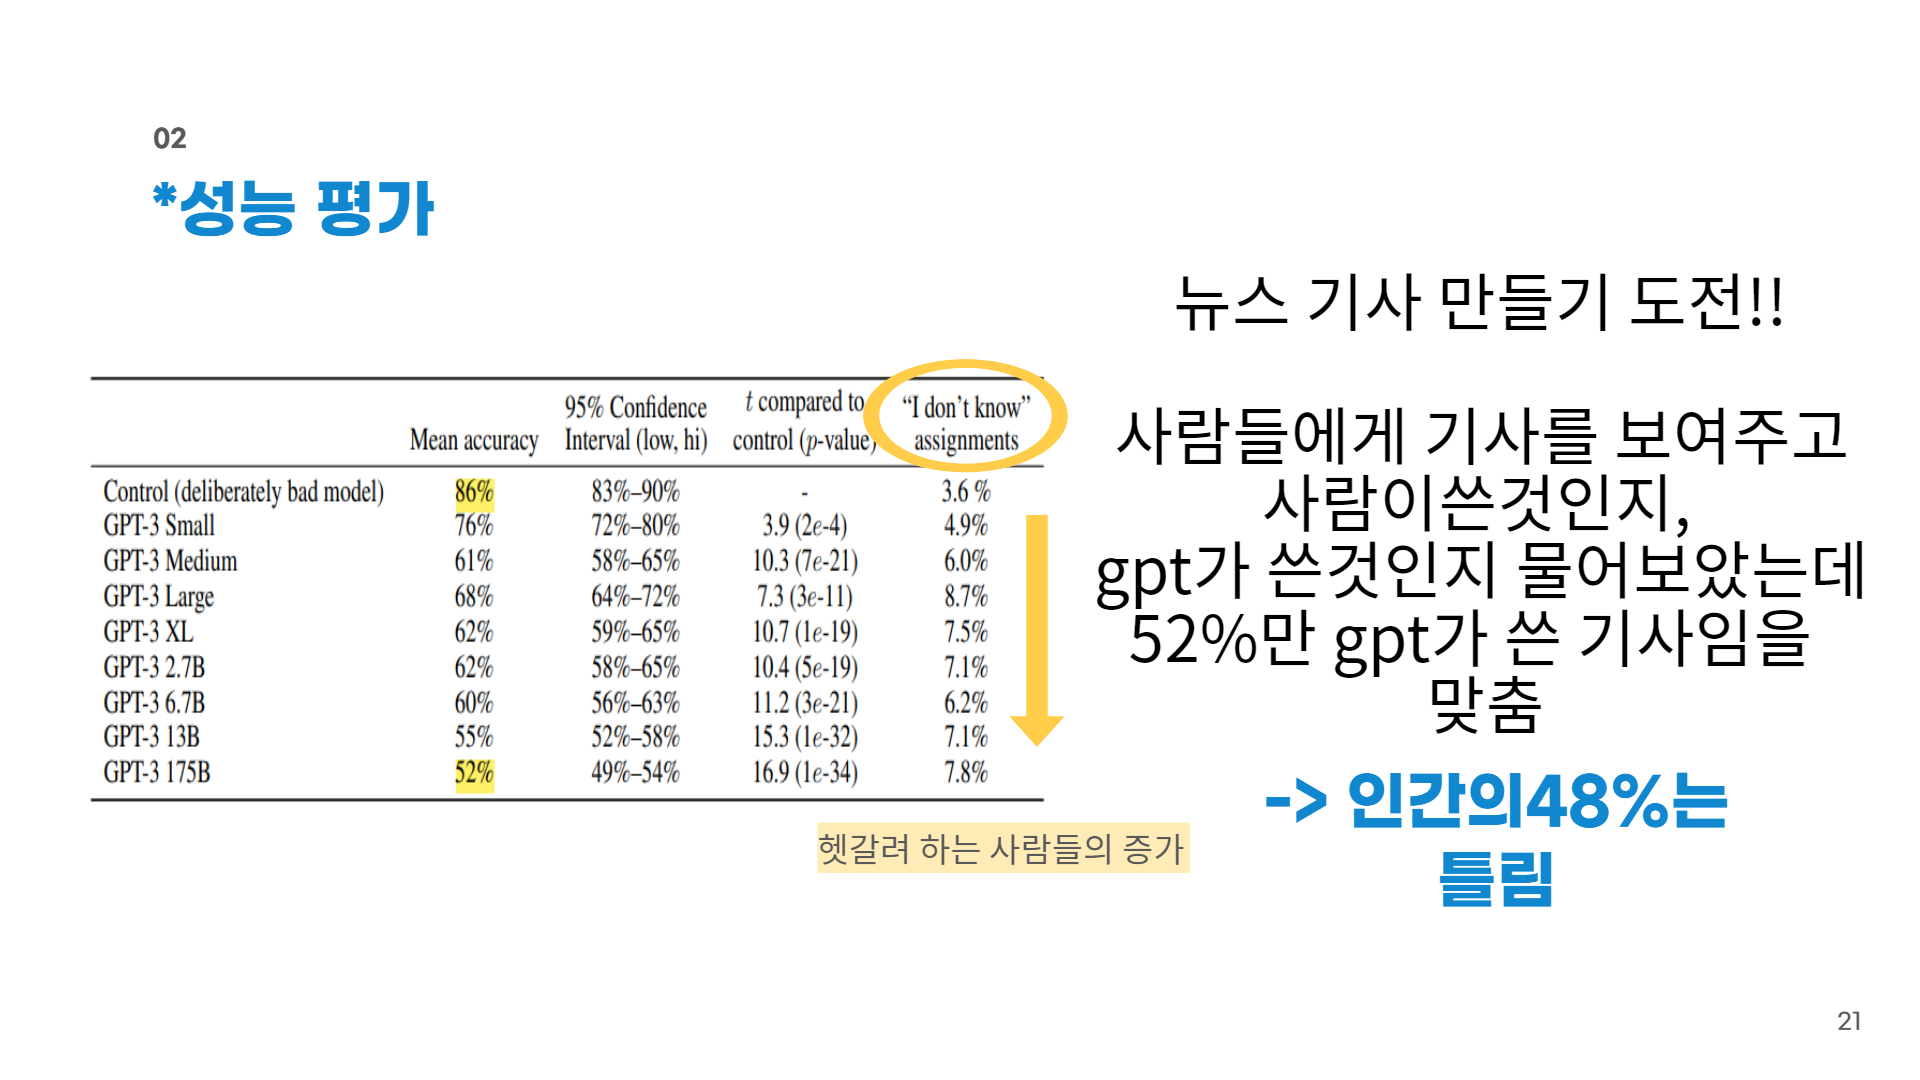 02
*성능 평가
뉴스 기사 만들기 도전!!
사람들에게 기사를 보여주고
사람이쓴것인지,
gpt가 쓴것인지 물어보았는데
52%만 gpt가 쓴 기사임을
맞춤
-> 인간의48%는
틀림
95% Confidence t compared to “I don’t know”
Mean accuracy Interval (low, hi) control (p-value) assignments
Control (deliberately bad model) 86% 83%–90% - 3.6 %
GPT-3 Small 76% 72%–80% 3.9 (2e-4) 4.9%
GPT-3 Medium 61% 58%–65% 10.3 (7e-21) 6.0%
GPT-3 Large 68% 64%–72% 7.3 (3e-11) 8.7%
GPT-3 XL 62% 59%–65% 10.7 (1e-19) 7.5%
GPT-3 2.7B 62% 58%–65% 10.4 (5e-19) 7.1%
GPT-3 6.7B 60% 56%–63% 11.2 (3e-21) 6.2%
GPT-3 13B 55% 52%–58% 15.3 (1e-32) 7.1%
GPT-3 175B 52% 49%–54% 16.9 (1e-34) 7.8%
헷갈려 하는 사람들의 증가
21